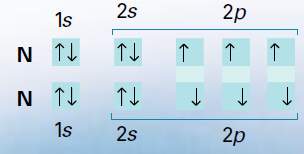 1s 2s 2p
N ↑↓ ↑↓ ↑ ↑ ↑
N ↑↓ ↑↓ ↓ ↓ ↓
1s 2s 2p